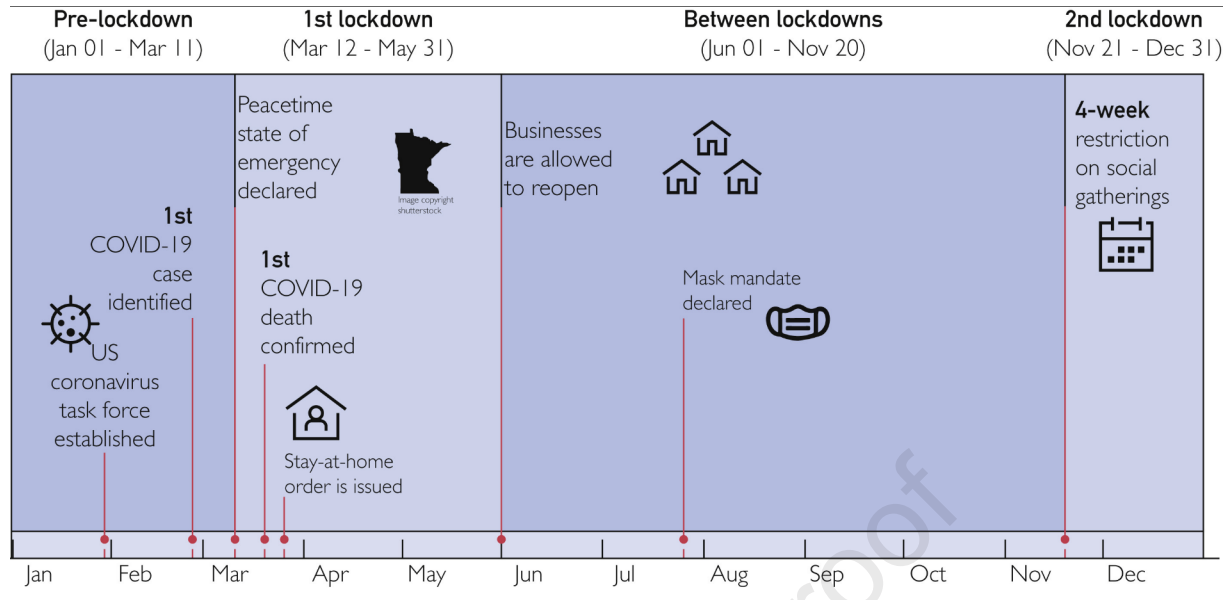 Pre-lockdown
(Jan 01 - Mar 11)
1st lockdown
(Mar 12 - May 31)
Between lockdowns
(Jun 01 - Nov 20)
2nd lockdown
(Nov 21 - Dec 31)
US
coronavirus
task force
established
1st
COVID-19
case
identified
Peacetime
state of
emergency
declared
Image copyright
shutterstock
1st
COVID-19
death
confirmed
Stay-at-home
order is issued
Businesses
are allowed
to reopen
Mask mandate
declared
4-week
restriction
on social
gatherings
roof
Jan Feb Mar Apr May Jun Jul Aug Sep Oct Nov Dec